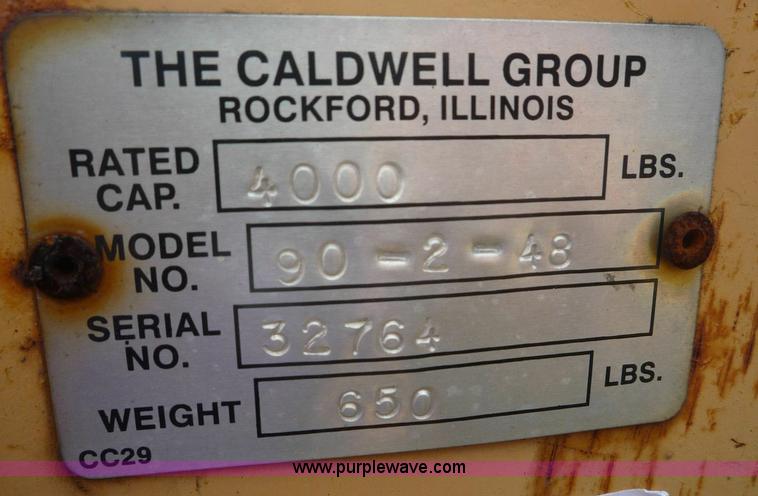 THE CALDWELL GROUP
ROCKFORD, ILLINOIS
RATED CAP. 4000 LBS.
MODEL NO. 90-2-48
SERIAL NO. 32764
WEIGHT 650 LBS.
CC29
www.purplewave.com